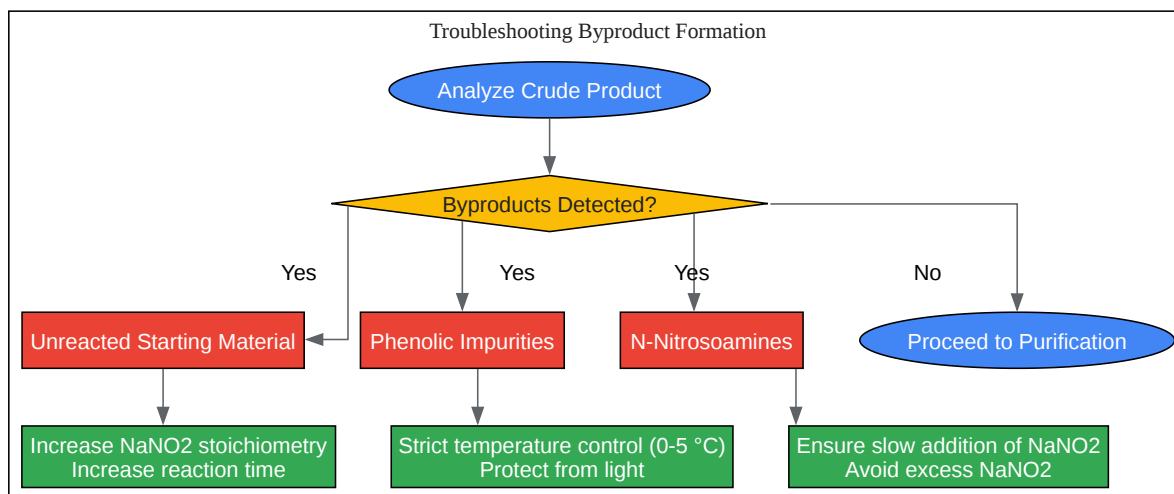 Troubleshooting Byproduct Formation
Analyze Crude Product
Byproducts Detected?
Yes
Yes
Yes
No
Unreacted Starting Material
Phenolic Impurities
N-Nitrosoamines
Proceed to Purification
Increase NaNO2 stoichiometry
Increase reaction time
Strict temperature control (0-5 °C)
Protect from light
Ensure slow addition of NaNO2
Avoid excess NaNO2